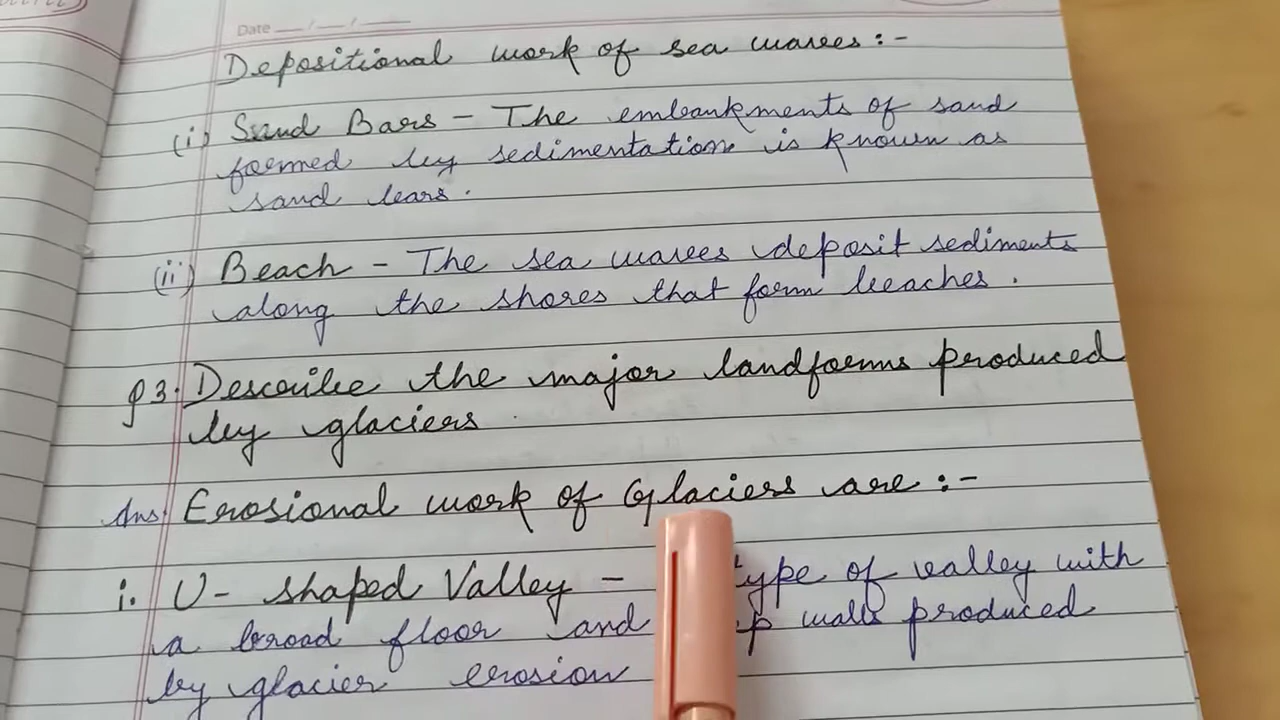 Date
Depositional work of sea waves :-
(i) Sand Bars - The embankments of sand
formed by sedimentation is known as
sand bars.
(ii) Beach - The sea waves deposit sediments
along the shores that form beaches.
Q3. Describe the major landforms produced
by glaciers
Ans Erosional work of Glaciers are :-
i. U- shaped Valley - type of valley with
a broad floor and walls produced
by glacier erosion